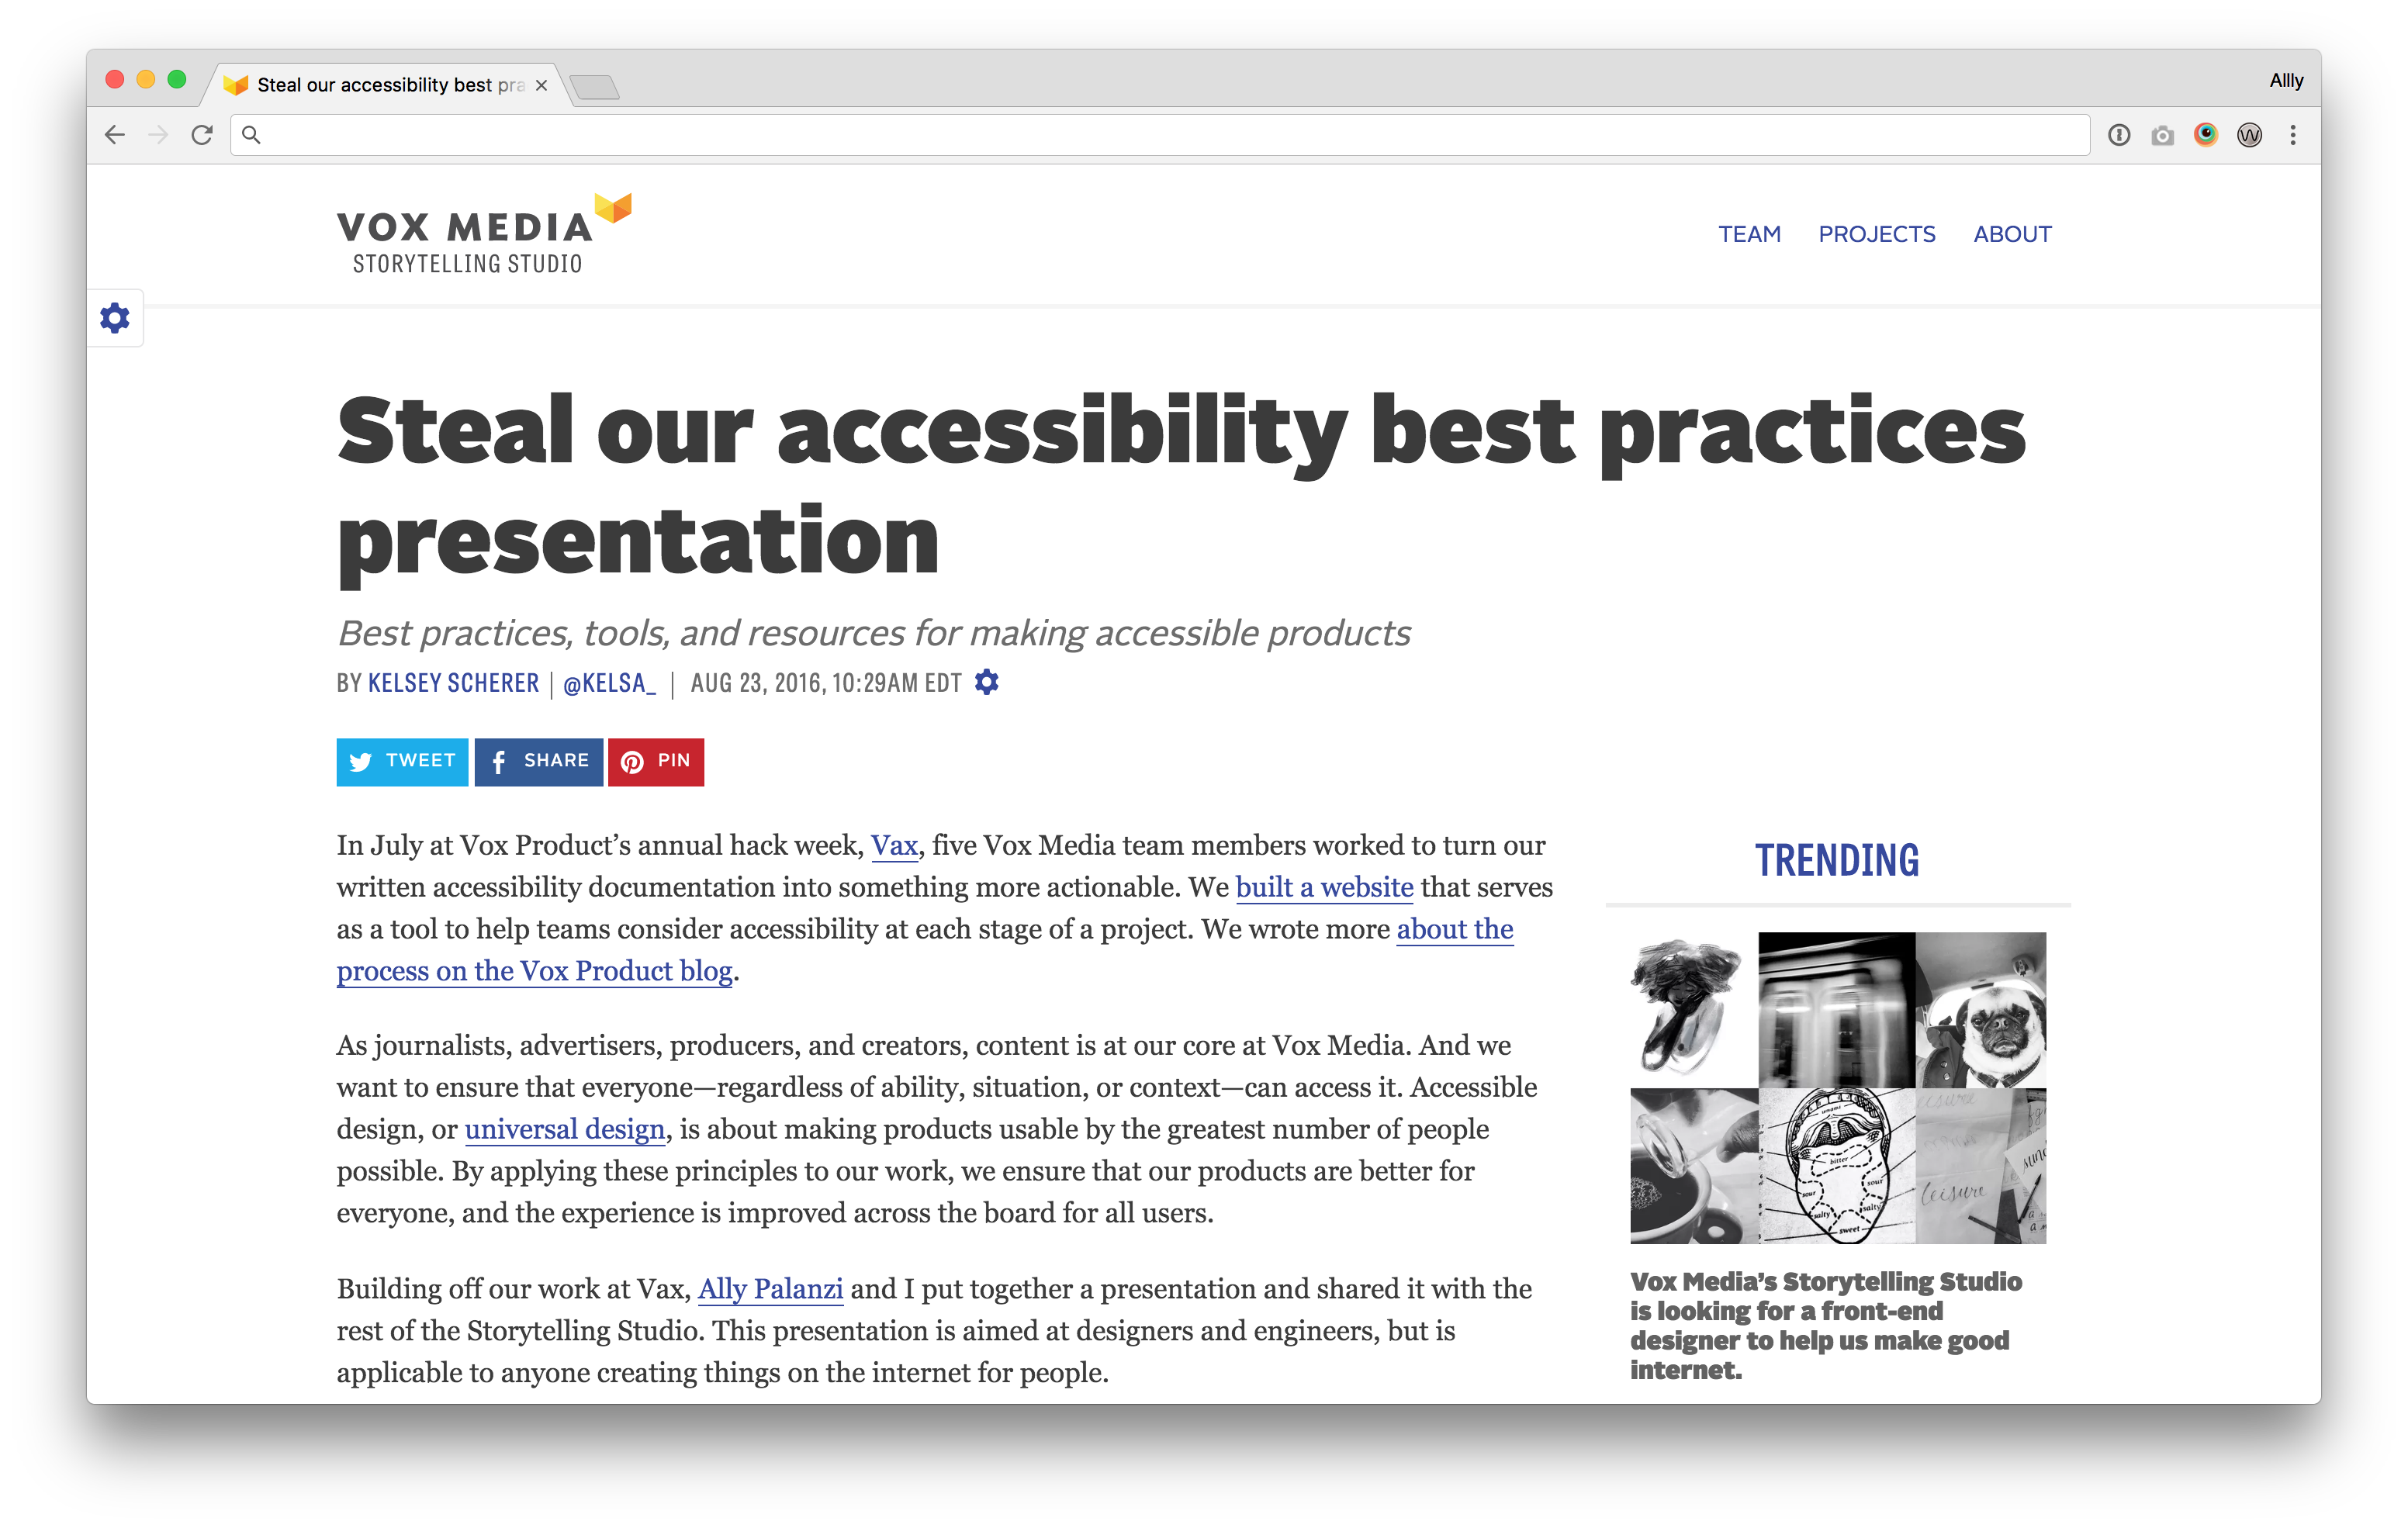 Steal our accessibility best pra
Allly
VOX MEDIA
STORYTELLING STUDIO
TEAM PROJECTS ABOUT
Steal our accessibility best practices
presentation
Best practices, tools, and resources for making accessible products
BY KELSEY SCHERER | @KELSA_ | AUG 23, 2016, 10:29AM EDT
TWEET SHARE PIN
In July at Vox Product’s annual hack week, Vax, five Vox Media team members worked to turn our
written accessibility documentation into something more actionable. We built a website that serves
as a tool to help teams consider accessibility at each stage of a project. We wrote more about the
process on the Vox Product blog.
As journalists, advertisers, producers, and creators, content is at our core at Vox Media. And we
want to ensure that everyone—regardless of ability, situation, or context—can access it. Accessible
design, or universal design, is about making products usable by the greatest number of people
possible. By applying these principles to our work, we ensure that our products are better for
everyone, and the experience is improved across the board for all users.
Building off our work at Vax, Ally Palanzi and I put together a presentation and shared it with the
rest of the Storytelling Studio. This presentation is aimed at designers and engineers, but is
applicable to anyone creating things on the internet for people.
TRENDING
umami
bitter
sour
sour
salty
salty
sweet
leisure
Vox Media’s Storytelling Studio
is looking for a front-end
designer to help us make good
internet.